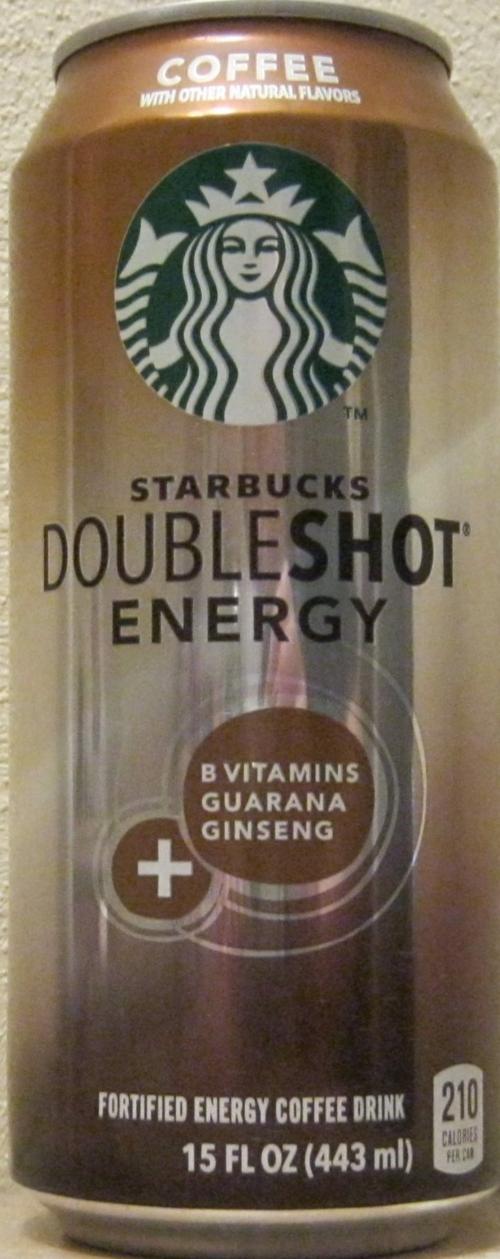 COFFEE
WITH OTHER NATURAL FLAVORS
TM
STARBUCKS
DOUBLESHOT®
ENERGY
B VITAMINS
GUARANA
GINSENG
+
FORTIFIED ENERGY COFFEE DRINK
15 FL OZ (443 ml)
210
CALORIES
PER CAN